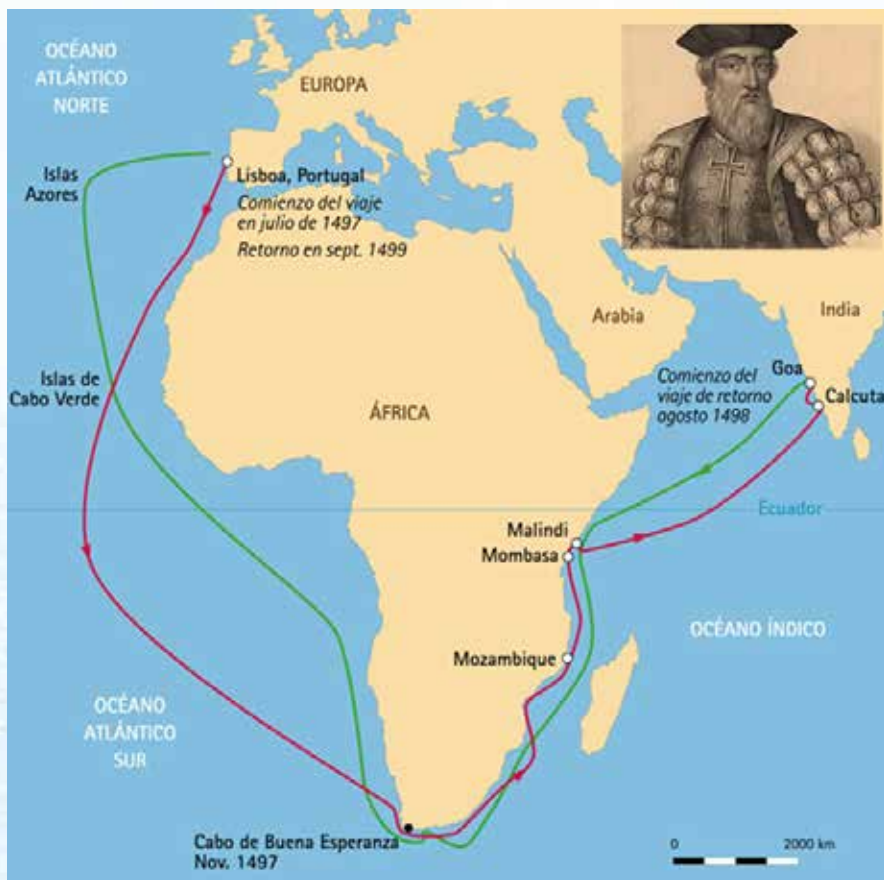 OCÉANO
ATLÁNTICO
NORTE
EUROPA
Islas
Azores
Lisboa, Portugal
Comienzo del viaje
en julio de 1497
Retorno en sept. 1499
Arabia
India
Islas de
Cabo Verde
ÁFRICA
Comienzo del
viaje de retorno
agosto 1498
Goa
Calcuta
Ecuador
Malindi
Mombasa
Mozambique
OCÉANO ÍNDICO
OCÉANO
ATLÁNTICO
SUR
Cabo de Buena Esperanza
Nov. 1497
0 2000 km